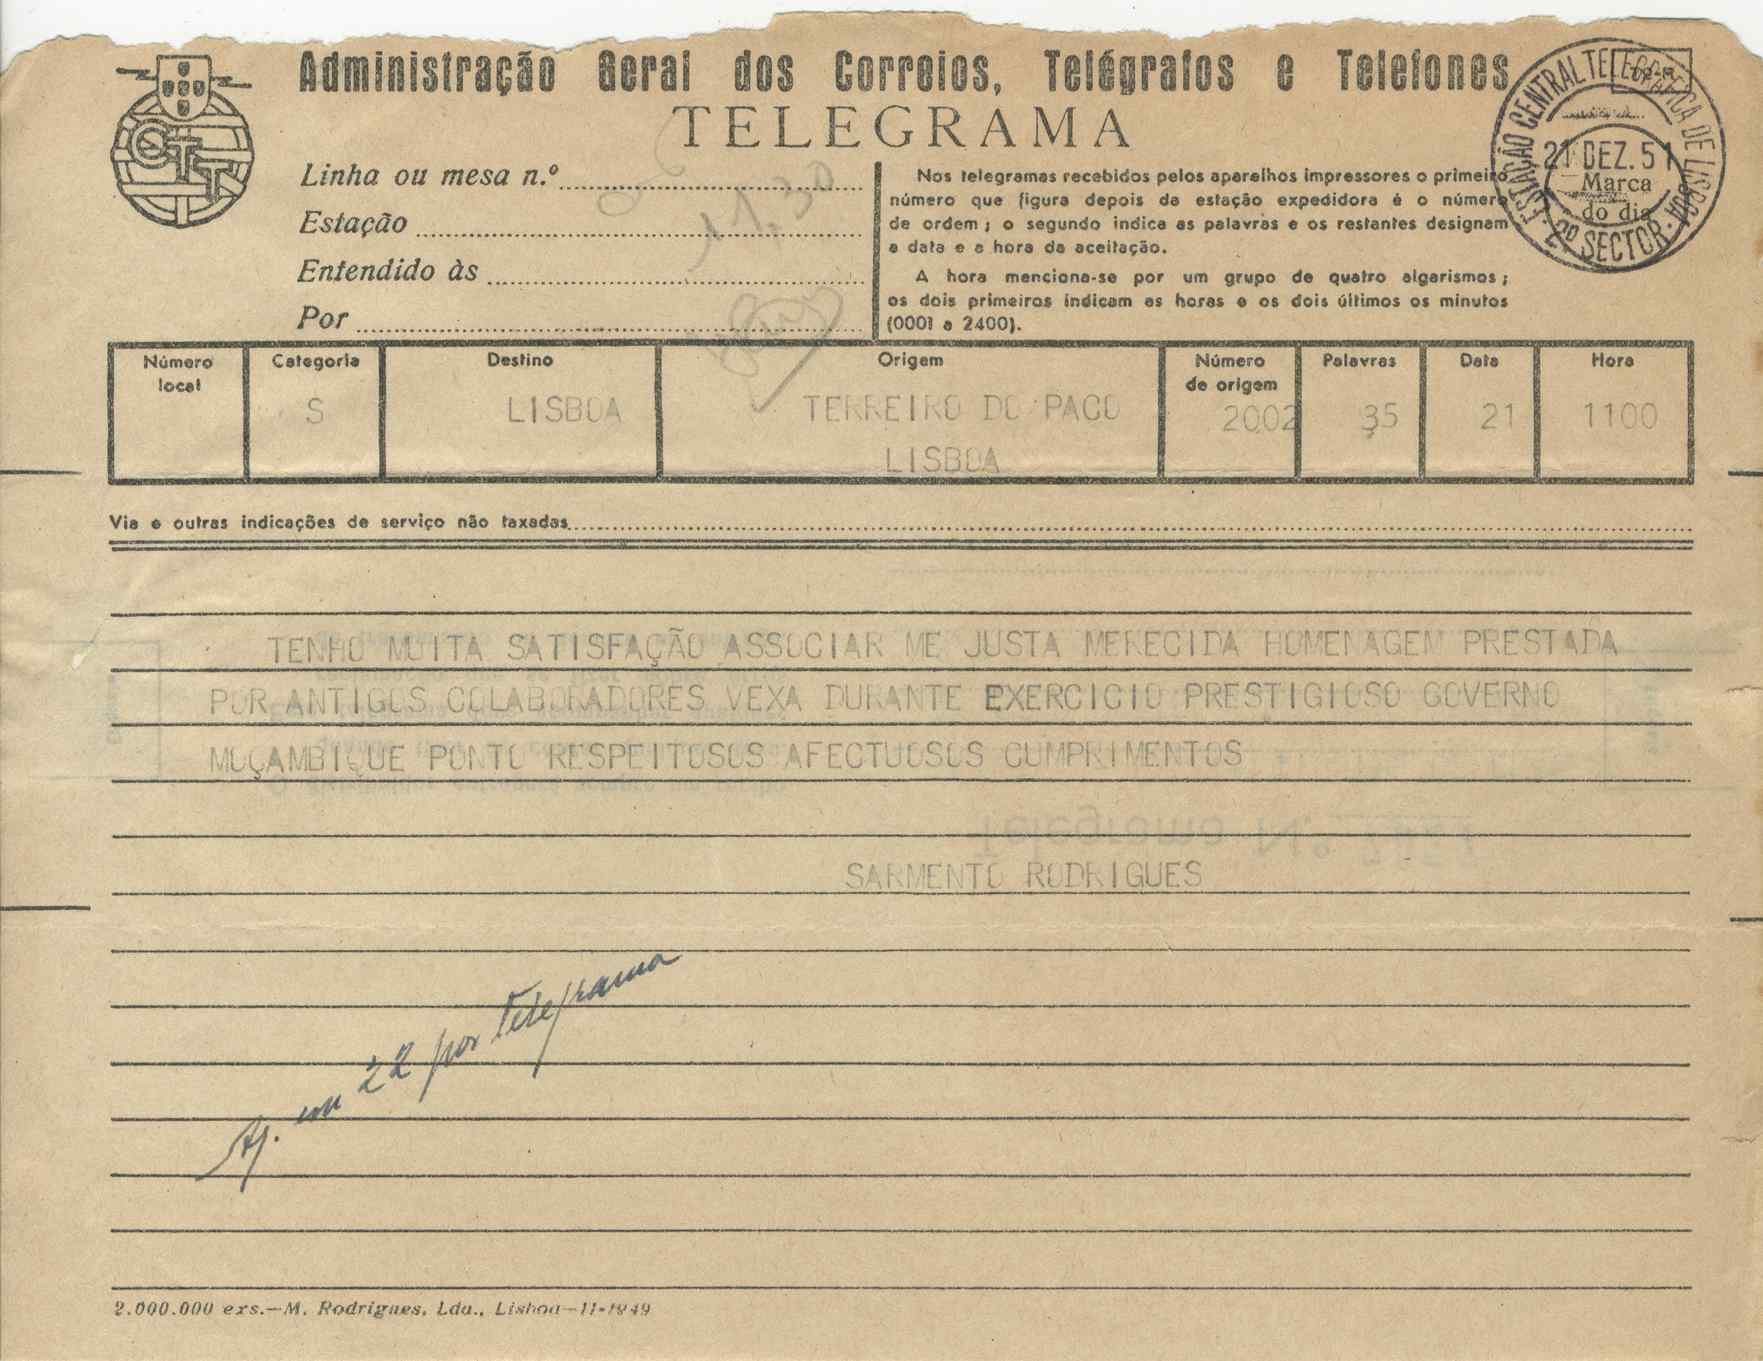 Administração Geral dos Correios, Telégrafos e Telefones
TELEGRAMA
CTT
Linha ou mesa n.º
Estação
Entendido às
Por
11,30
Nos telegramas recebidos pelos aparelhos impressores o primeiro
número que figura depois da estação expedidora é o número
de ordem; o segundo indica as palavras e os restantes designam
a data e a hora da aceitação.
A hora menciona-se por um grupo de quatro algarismos;
os dois primeiros indicam as horas e os dois últimos os minutos
(0001 a 2400).
ESTAÇÃO CENTRAL TELEGRAFICA DE LISBOA
21 DEZ. 51
Marca
do dia
2º SECTOR
Número local
Categoria
Destino
Origem
Número de origem
Palavras
Data
Hora
S
LISBOA
TERREIRO DO PAÇO
LISBOA
2002
35
21
1100
Via e outras indicações de serviço não taxadas
TENHO MUITA SATISFAÇÃO ASSOCIAR ME JUSTA MERECIDA HOMENAGEM PRESTADA
POR ANTIGOS COLABORADORES VEXA DURANTE EXERCICIO PRESTIGIOSO GOVERNO
MOÇAMBIQUE PONTO RESPEITOSOS AFECTUOSOS CUMPRIMENTOS
SARMENTO RODRIGUES
Ag. em 22 por Telegrama
2.000.000 exs.—M. Rodrigues, Lda., Lisboa—11-1949